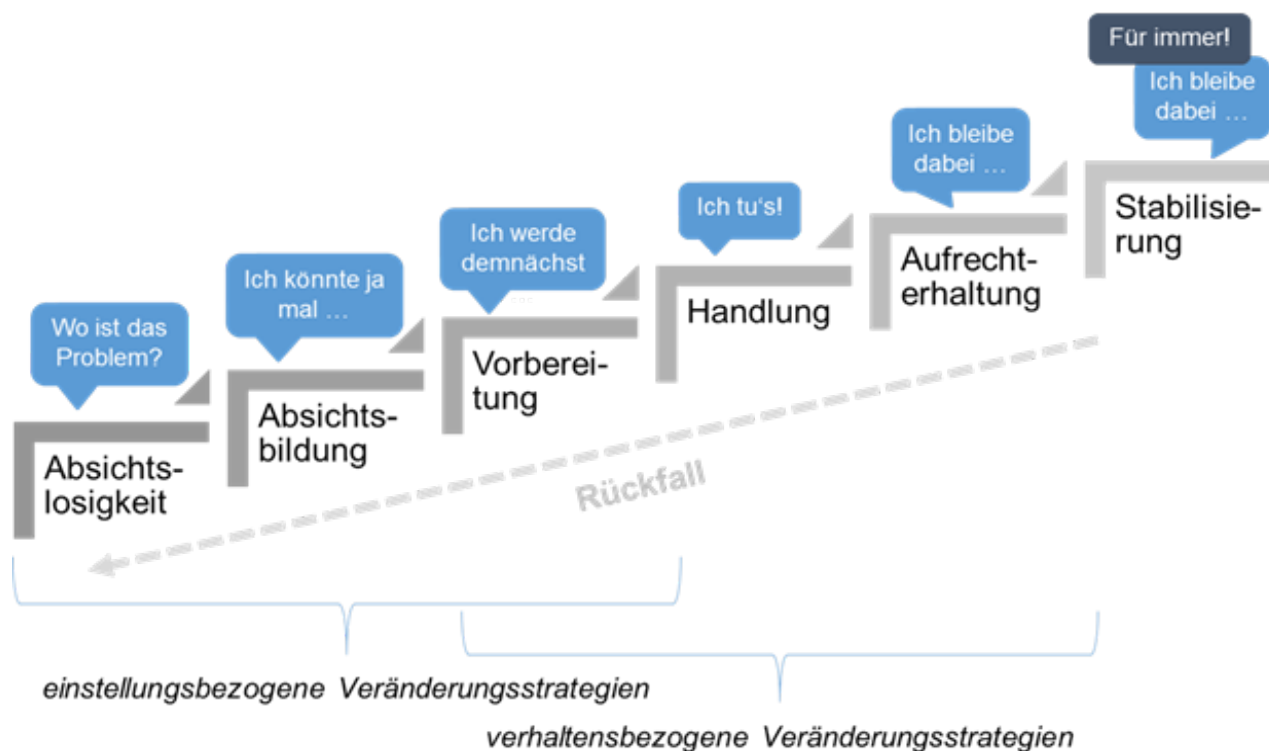 Wo ist das
Problem?
Absichts-
losigkeit
Ich könnte ja
mal ...
Absichts-
bildung
Ich werde
demnächst
...
Vorberei-
tung
Ich tu's!
Handlung
Ich bleibe
dabei ...
Aufrecht-
erhaltung
Für immer!
Ich bleibe
dabei ...
Stabilisie-
rung
Rückfall
einstellungsbezogene Veränderungsstrategien
verhaltensbezogene Veränderungsstrategien